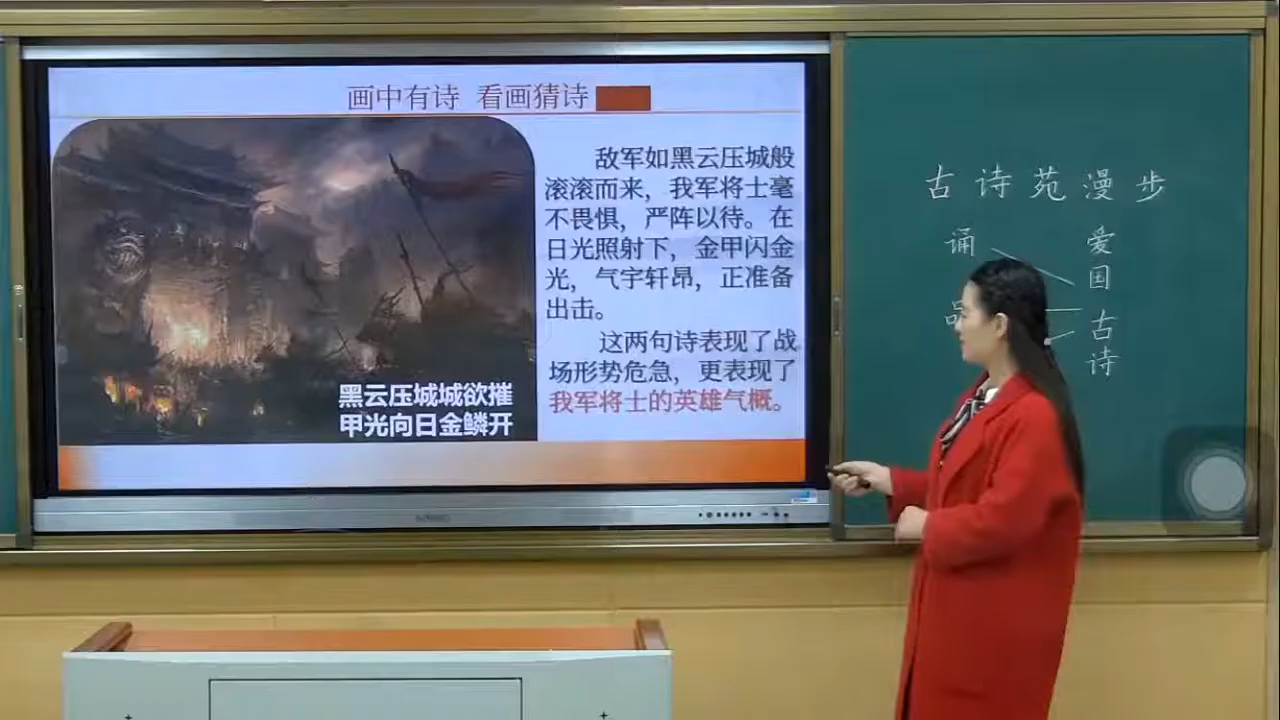 画中有诗 看画猜诗
敌军如黑云压城般
滚滚而来，我军将士毫
不畏惧，严阵以待。在
日光照射下，金甲闪金
光，气宇轩昂，正准备
出击。
这两句诗表现了战
场形势危急，更表现了
我军将士的英雄气概。
黑云压城城欲摧
甲光向日金鳞开
古诗苑漫步
诵
品
爱国
古诗